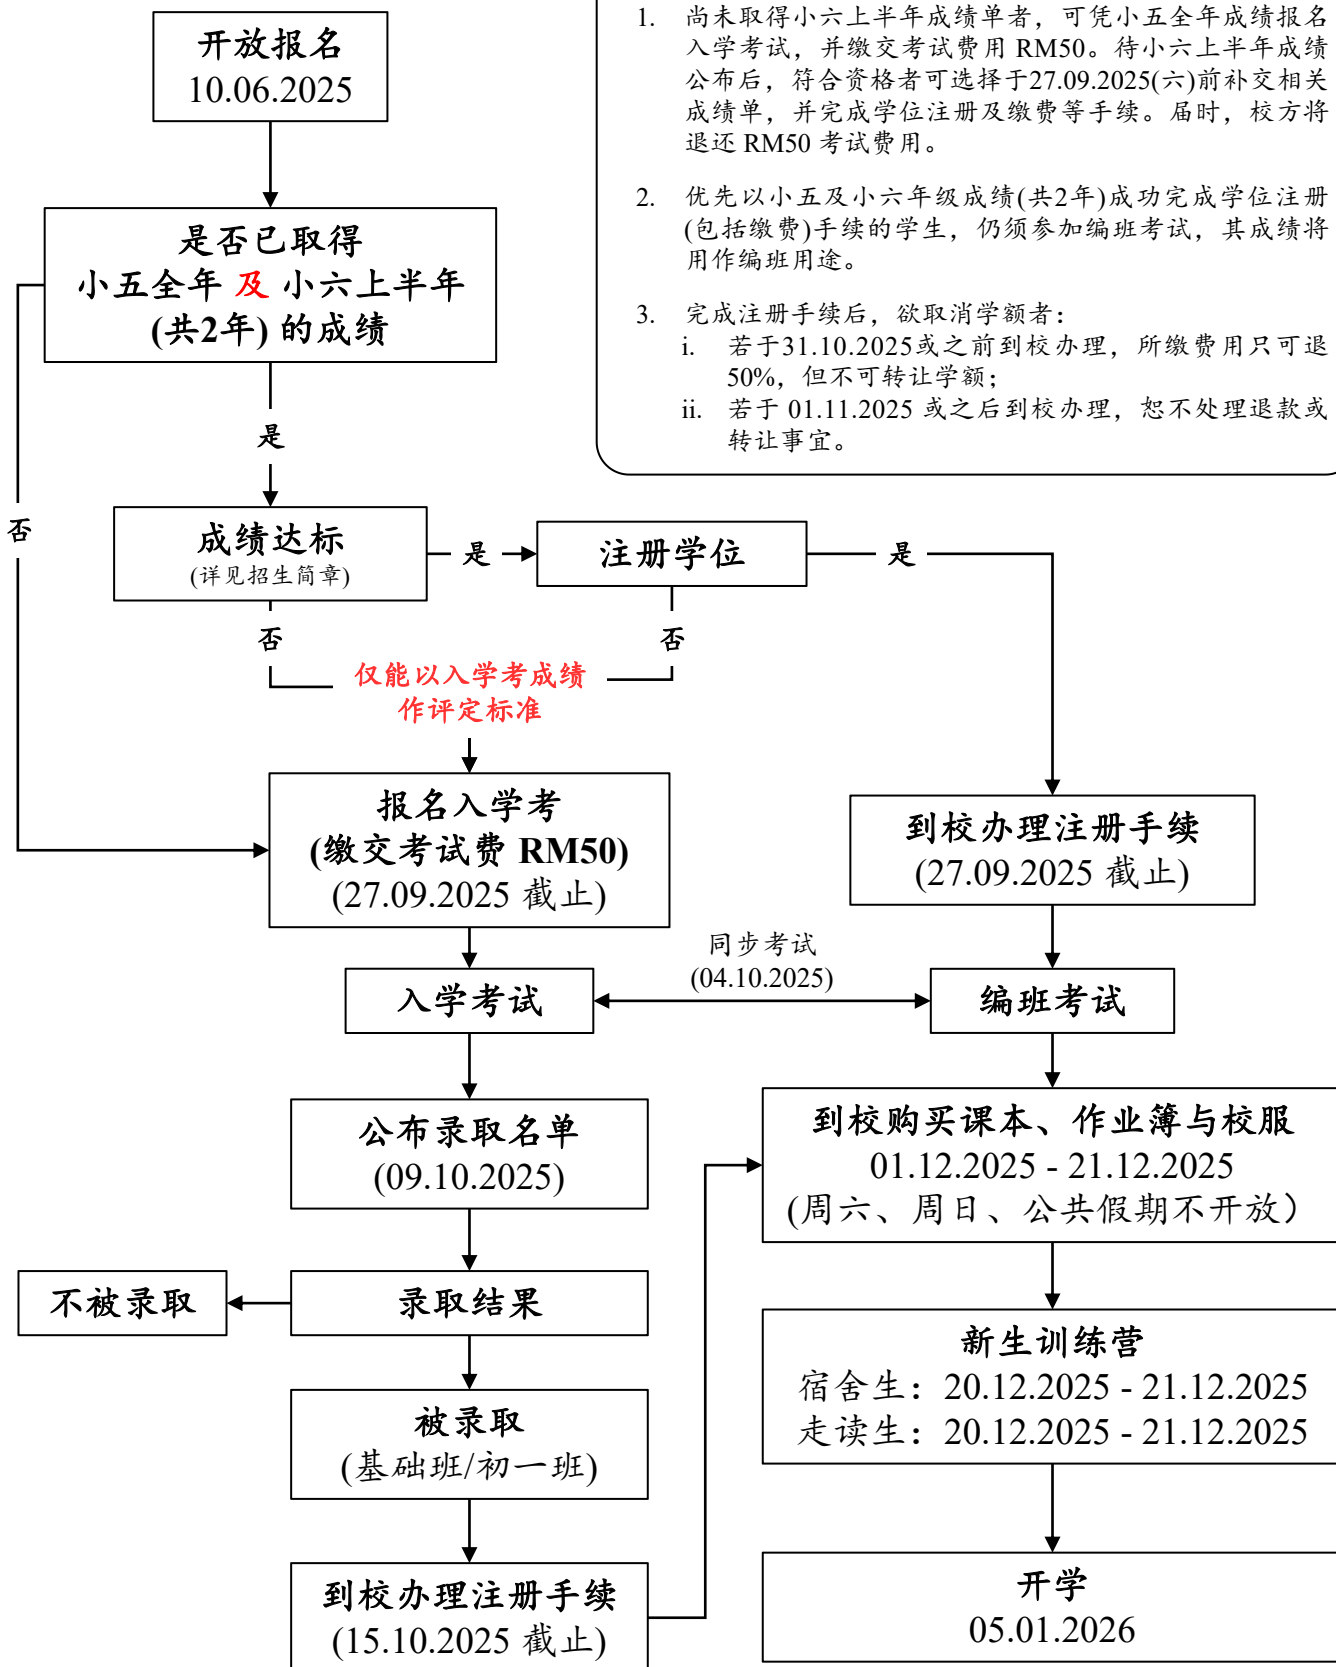 开放报名
10.06.2025
1. 尚未取得小六上半年成绩单者，可凭小五全年成绩报名
入学考试，并缴交考试费用 RM50。待小六上半年成绩
公布后，符合资格者可选择于27.09.2025(六)前补交相关
成绩单，并完成学位注册及缴费等手续。届时，校方将
退还 RM50 考试费用。
2. 优先以小五及小六年级成绩(共2年)成功完成学位注册
(包括缴费)手续的学生，仍须参加编班考试，其成绩将
用作编班用途。
3. 完成注册手续后，欲取消学额者：
i. 若于31.10.2025或之前到校办理，所缴费用只可退
50%，但不可转让学额；
ii. 若于 01.11.2025 或之后到校办理，恕不处理退款或
转让事宜。
是否已取得
小五全年 及 小六上半年
(共2年) 的成绩
是
否
成绩达标
(详见招生简章)
是
注册学位
是
否
否
仅能以入学考成绩
作评定标准
报名入学考
(缴交考试费 RM50)
(27.09.2025 截止)
到校办理注册手续
(27.09.2025 截止)
同步考试
(04.10.2025)
入学考试
编班考试
公布录取名单
(09.10.2025)
到校购买课本、作业簿与校服
01.12.2025 - 21.12.2025
(周六、周日、公共假期不开放）
不被录取
录取结果
新生训练营
宿舍生：20.12.2025 - 21.12.2025
走读生：20.12.2025 - 21.12.2025
被录取
(基础班/初一班)
到校办理注册手续
(15.10.2025 截止)
开学
05.01.2026